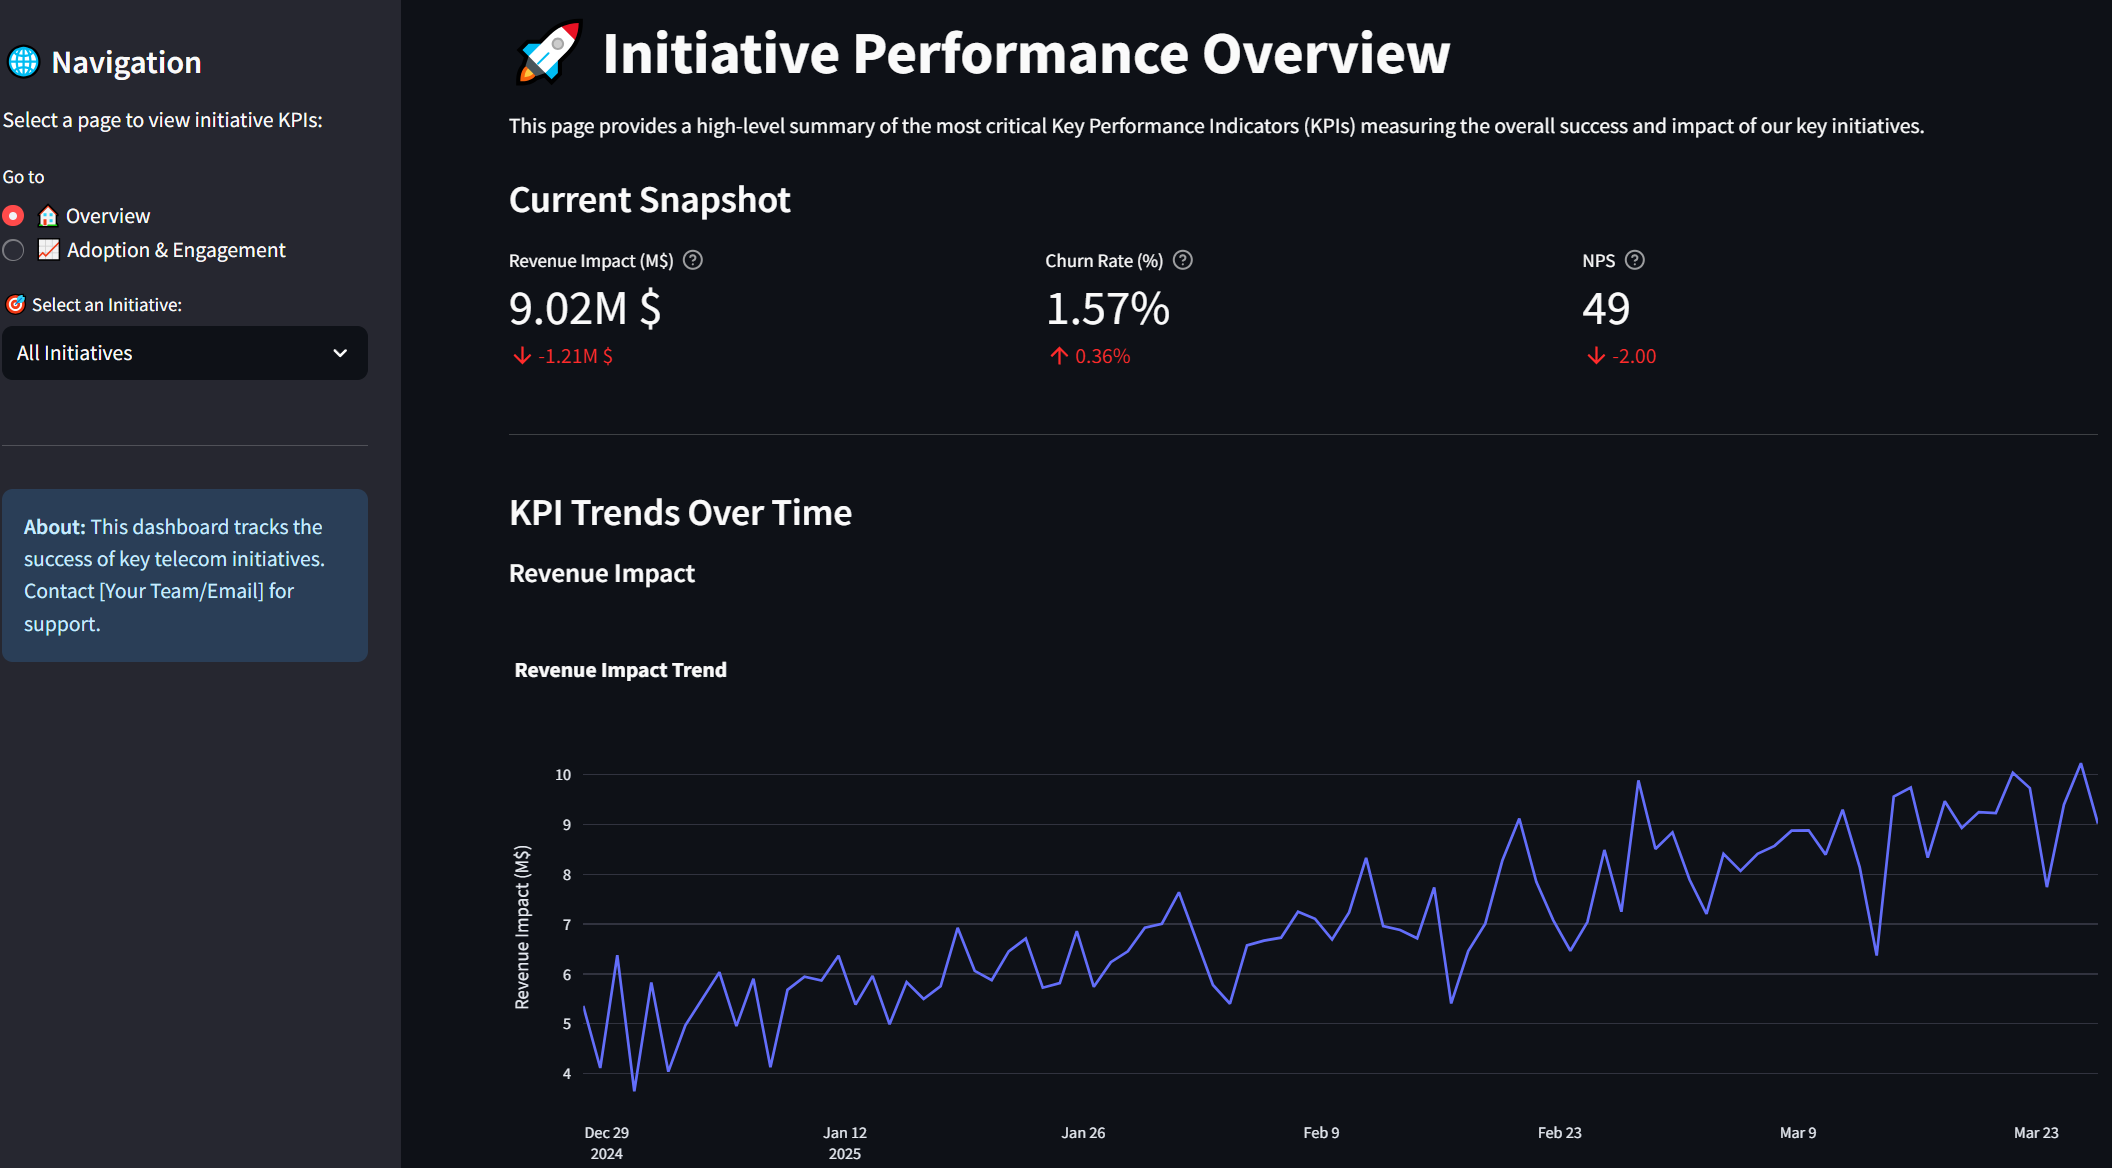 Navigation
Select a page to view initiative KPIs:
Go to
Overview
Adoption & Engagement
Select an Initiative:
All Initiatives
About: This dashboard tracks the
success of key telecom initiatives.
Contact [Your Team/Email] for
support.
Initiative Performance Overview
This page provides a high-level summary of the most critical Key Performance Indicators (KPIs) measuring the overall success and impact of our key initiatives.
Current Snapshot
Revenue Impact (M$)
9.02M $
-1.21M $
Churn Rate (%)
1.57%
0.36%
NPS
49
-2.00
KPI Trends Over Time
Revenue Impact
Revenue Impact Trend
Revenue Impact (M$)
10
9
8
7
6
5
4
Dec 29
2024
Jan 12
2025
Jan 26
Feb 9
Feb 23
Mar 9
Mar 23